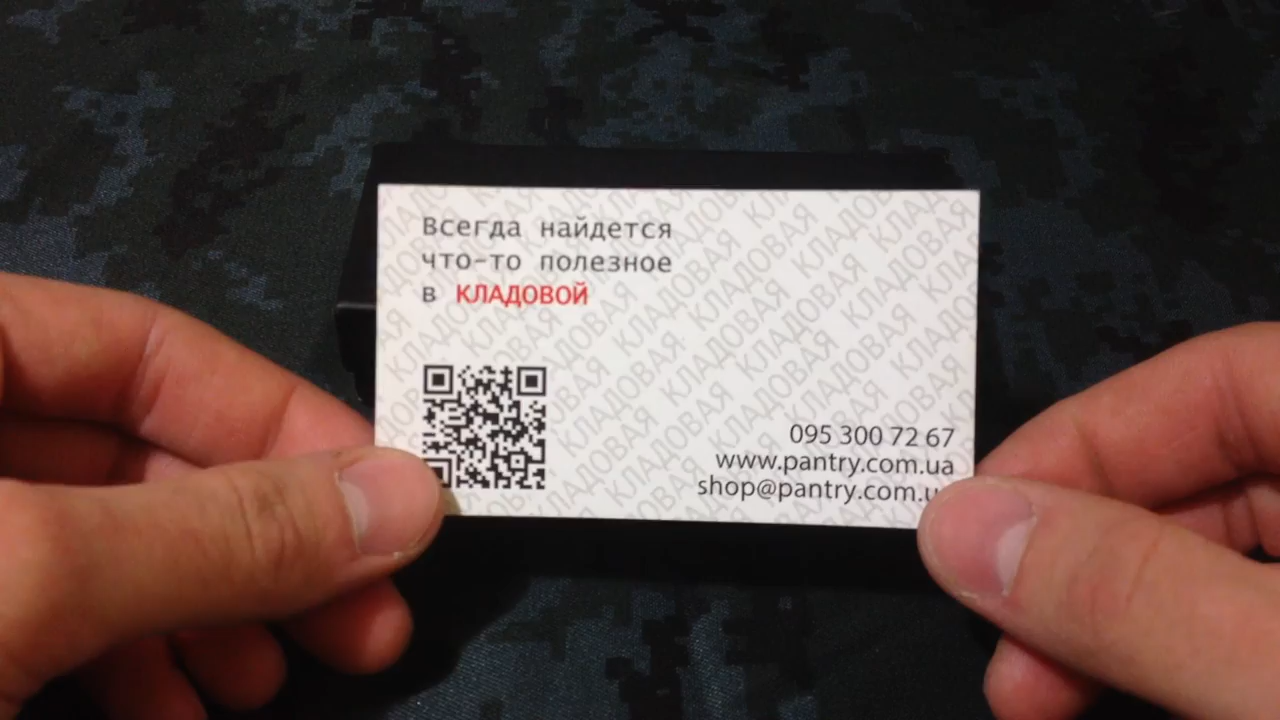 Всегда найдется
что-то полезное
в КЛАДОВОЙ
095 300 72 67
www.pantry.com.ua
shop@pantry.com.u